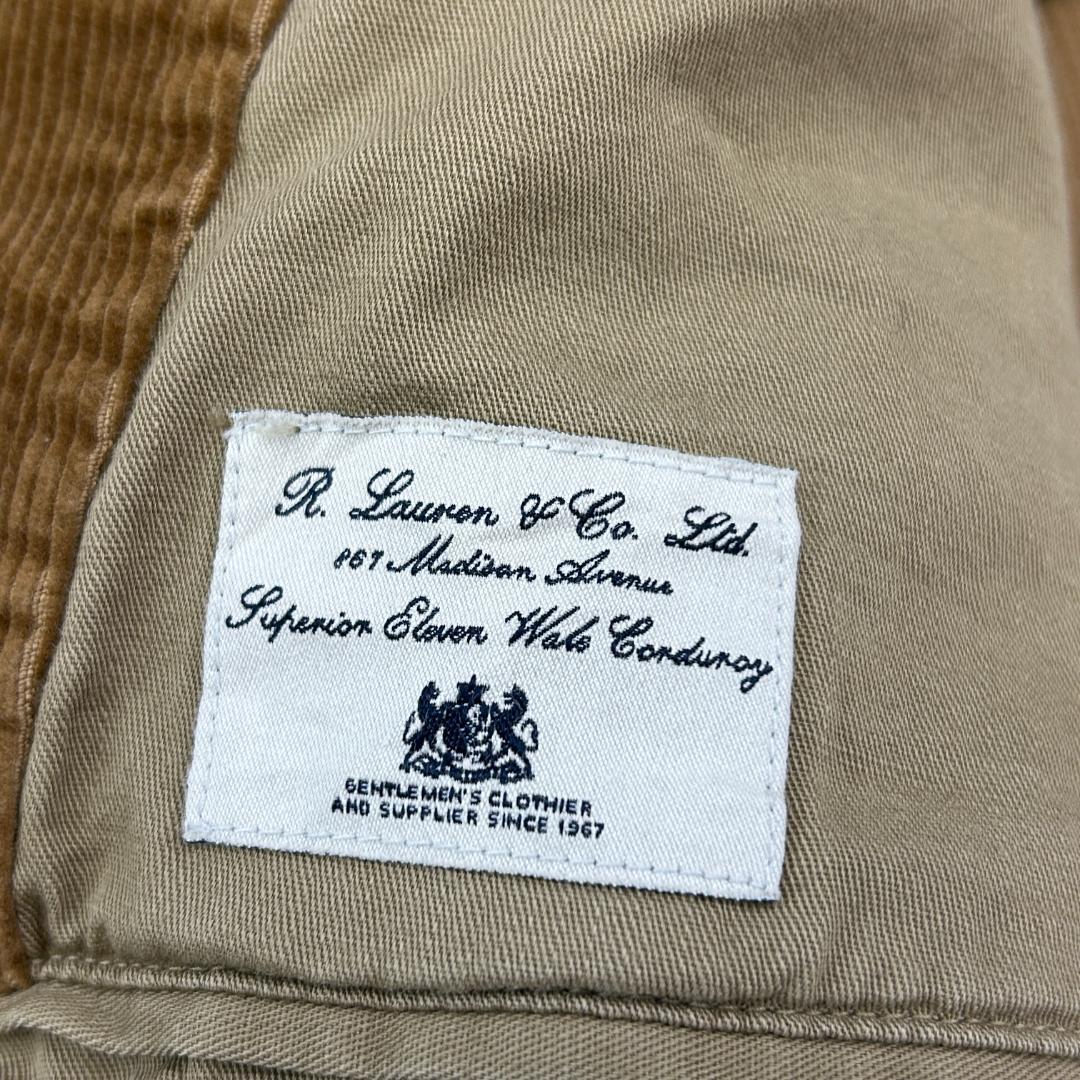 R. Lauren & Co. Ltd.
867 Madison Avenue
Superior Eleven Wale Corduroy
GENTLEMEN'S CLOTHIER
AND SUPPLIER SINCE 1967